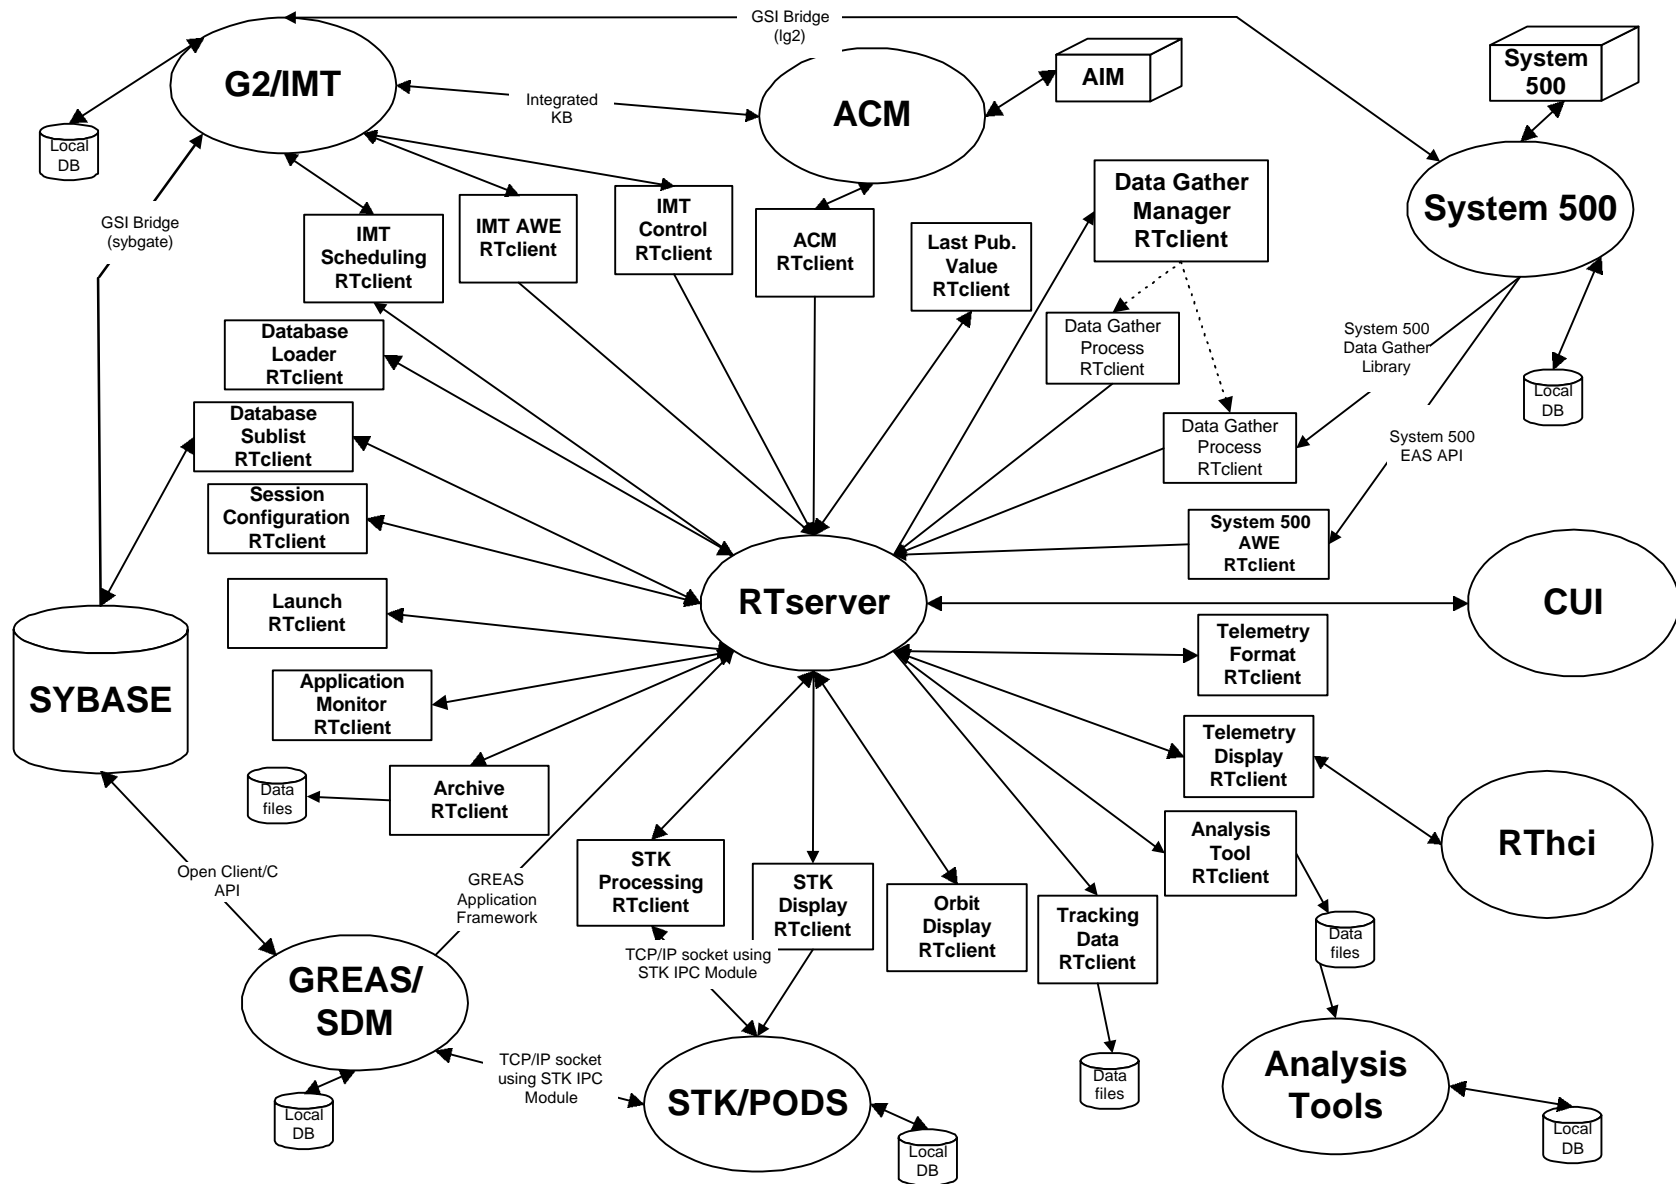 GSI Bridge
(lg2)
G2/IMT
Local
DB
Integrated
KB
ACM
AIM
System
500
System 500
GSI Bridge
(sybgate)
IMT
Scheduling
RTclient
IMT AWE
RTclient
IMT
Control
RTclient
ACM
RTclient
Last Pub.
Value
RTclient
Data Gather
Manager
RTclient
Data Gather
Process
RTclient
Data Gather
Process
RTclient
System 500
Data Gather
Library
Local
DB
System 500
EAS API
System 500
AWE
RTclient
Database
Loader
RTclient
Database
Sublist
RTclient
Session
Configuration
RTclient
Launch
RTclient
Application
Monitor
RTclient
Archive
RTclient
Data
files
SYBASE
RTserver
CUI
Telemetry
Format
RTclient
Telemetry
Display
RTclient
RThci
Analysis
Tool
RTclient
Data
files
Open Client/C
API
GREAS
Application
Framework
STK
Processing
RTclient
STK
Display
RTclient
Orbit
Display
RTclient
Tracking
Data
RTclient
Data
files
TCP/IP socket using
STK IPC Module
GREAS/
SDM
Local
DB
TCP/IP socket
using STK IPC
Module
STK/PODS
Local
DB
Analysis
Tools
Local
DB